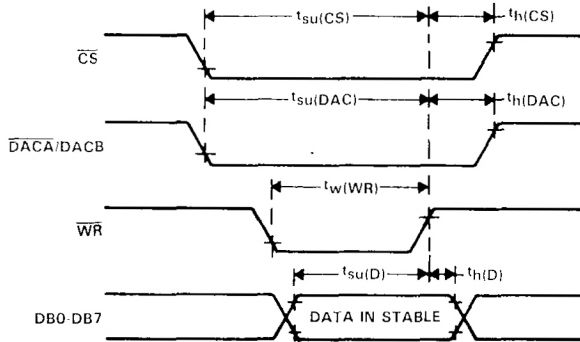 tsu(CS) th(CS)
CS
tsu(DAC) th(DAC)
DACA/DACB
tw(WR)
WR
tsu(D) th(D)
DB0-DB7 DATA IN STABLE